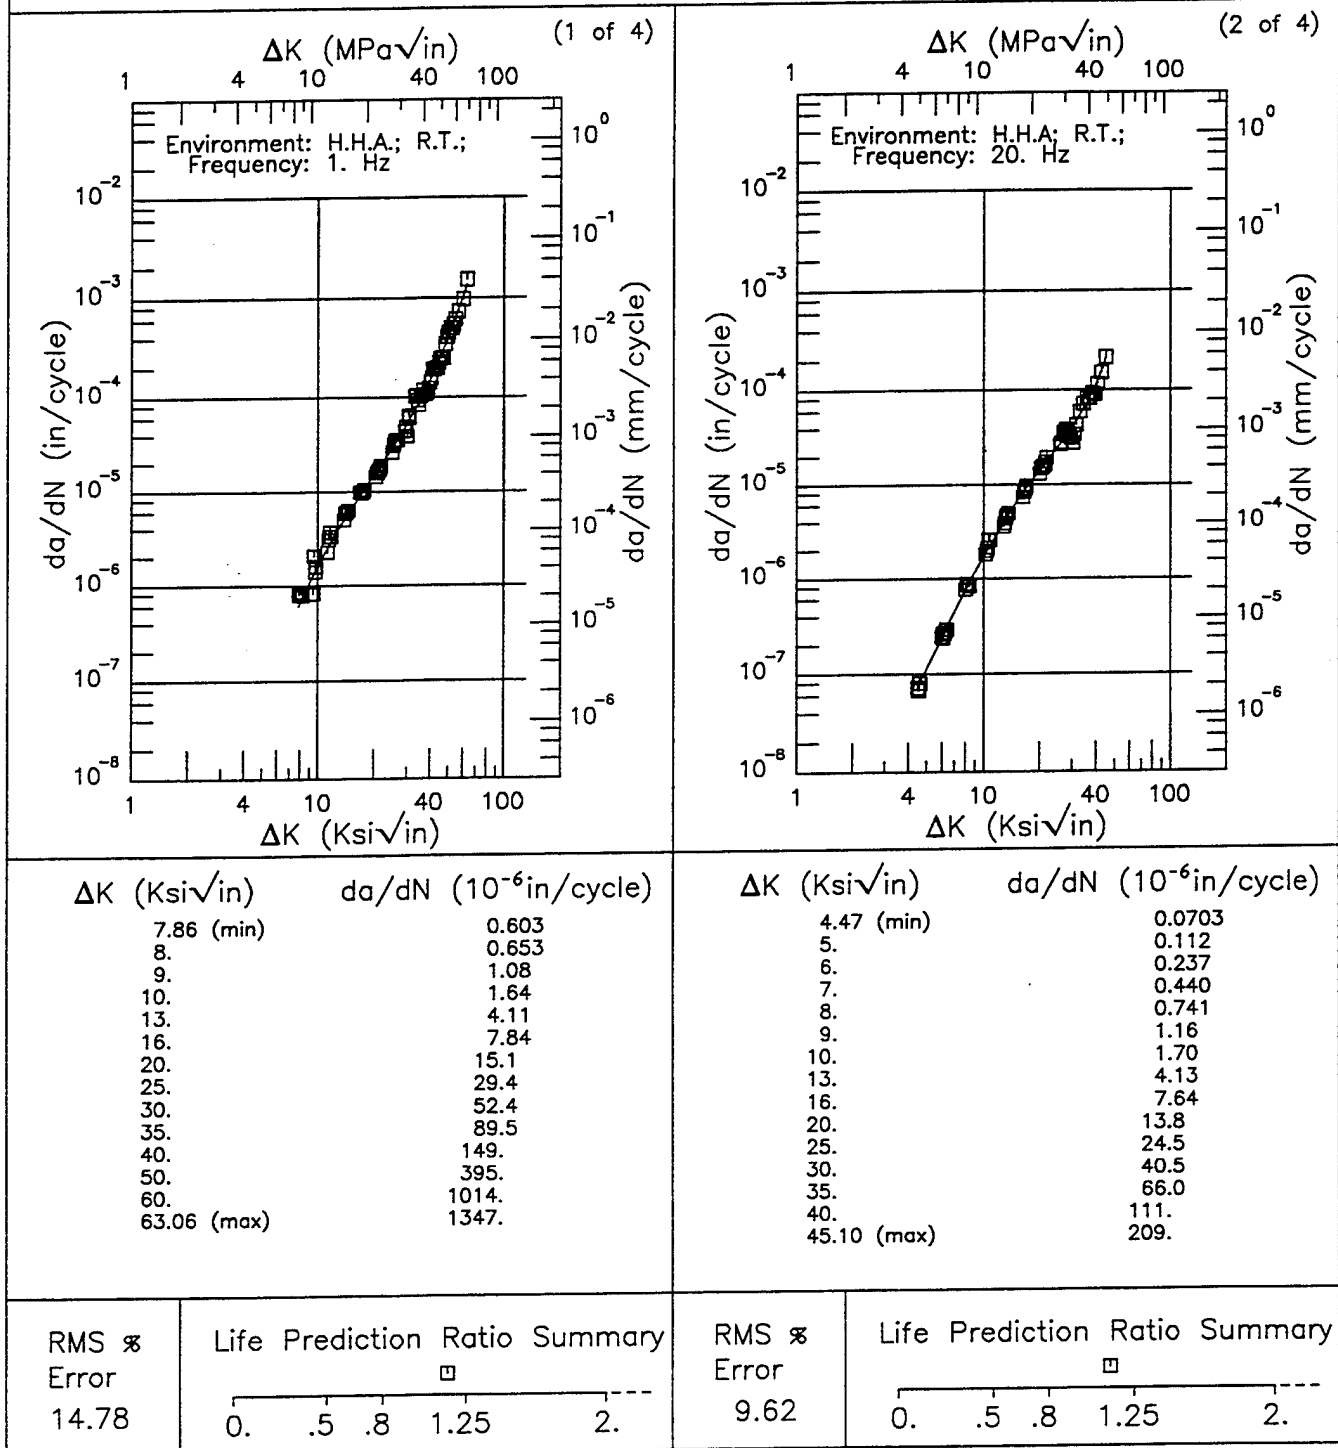 (1 of 4)
ΔK (MPa√in)
1 4 10 40 100
Environment: H.H.A.; R.T.;
Frequency: 1. Hz
10⁻²
10⁻³
10⁻⁴
10⁻⁵
10⁻⁶
10⁻⁷
10⁻⁸
da/dN (in/cycle)
10⁰
10⁻¹
10⁻²
10⁻³
10⁻⁴
10⁻⁵
10⁻⁶
da/dN (mm/cycle)
1 4 10 40 100
ΔK (Ksi√in)
ΔK (Ksi√in) da/dN (10⁻⁶in/cycle)
7.86 (min) 0.603
8. 0.653
9. 1.08
10. 1.64
13. 4.11
16. 7.84
20. 15.1
25. 29.4
30. 52.4
35. 89.5
40. 149.
50. 395.
60. 1014.
63.06 (max) 1347.
RMS %
Error
14.78
Life Prediction Ratio Summary
0. .5 .8 1.25 2.
(2 of 4)
ΔK (MPa√in)
1 4 10 40 100
Environment: H.H.A; R.T.;
Frequency: 20. Hz
10⁻²
10⁻³
10⁻⁴
10⁻⁵
10⁻⁶
10⁻⁷
10⁻⁸
da/dN (in/cycle)
10⁰
10⁻¹
10⁻²
10⁻³
10⁻⁴
10⁻⁵
10⁻⁶
da/dN (mm/cycle)
1 4 10 40 100
ΔK (Ksi√in)
ΔK (Ksi√in) da/dN (10⁻⁶in/cycle)
4.47 (min) 0.0703
5. 0.112
6. 0.237
7. 0.440
8. 0.741
9. 1.16
10. 1.70
13. 4.13
16. 7.64
20. 13.8
25. 24.5
30. 40.5
35. 66.0
40. 111.
45.10 (max) 209.
RMS %
Error
9.62
Life Prediction Ratio Summary
0. .5 .8 1.25 2.